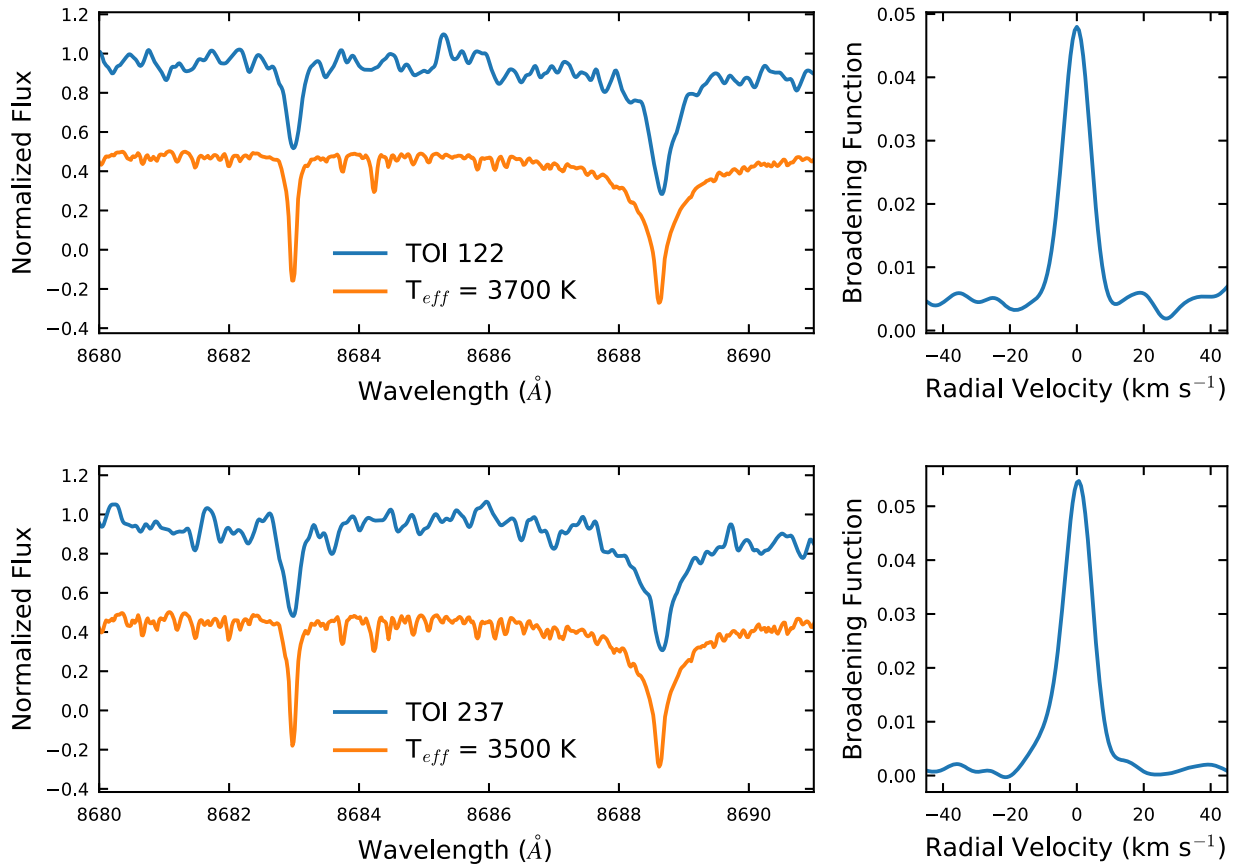 1.2
1.0
0.8
0.6
0.4
0.2
0.0
−0.2
−0.4
Normalized Flux
TOI 122
T_eff = 3700 K
8680 8682 8684 8686 8688 8690
Wavelength (Å)
0.05
0.04
0.03
0.02
0.01
0.00
Broadening Function
−40 −20 0 20 40
Radial Velocity (km s⁻¹)
1.2
1.0
0.8
0.6
0.4
0.2
0.0
−0.2
−0.4
Normalized Flux
TOI 237
T_eff = 3500 K
8680 8682 8684 8686 8688 8690
Wavelength (Å)
0.05
0.04
0.03
0.02
0.01
0.00
Broadening Function
−40 −20 0 20 40
Radial Velocity (km s⁻¹)